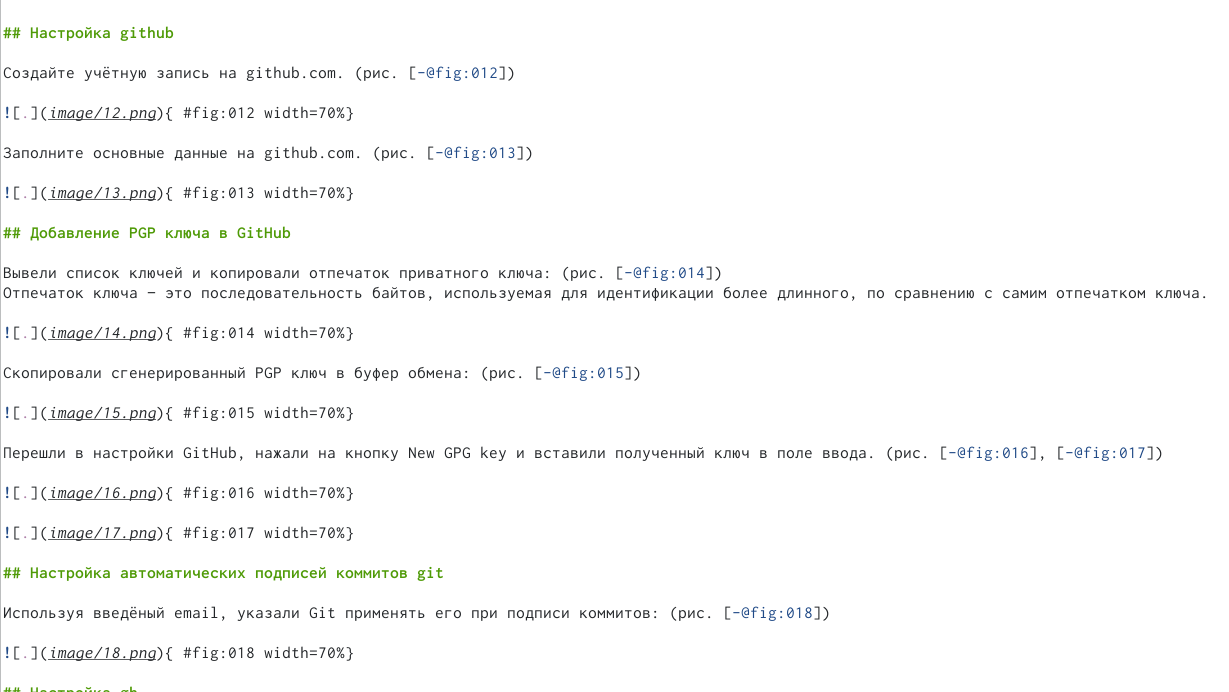 ## Настройка github
Создайте учётную запись на github.com. (рис. [-@fig:012])
![.](image/12.png){ #fig:012 width=70%}
Заполните основные данные на github.com. (рис. [-@fig:013])
![.](image/13.png){ #fig:013 width=70%}
## Добавление PGP ключа в GitHub
Вывели список ключей и копировали отпечаток приватного ключа: (рис. [-@fig:014])
Отпечаток ключа — это последовательность байтов, используемая для идентификации более длинного, по сравнению с самим отпечатком ключа.
![.](image/14.png){ #fig:014 width=70%}
Скопировали сгенерированный PGP ключ в буфер обмена: (рис. [-@fig:015])
![.](image/15.png){ #fig:015 width=70%}
Перешли в настройки GitHub, нажали на кнопку New GPG key и вставили полученный ключ в поле ввода. (рис. [-@fig:016], [-@fig:017])
![.](image/16.png){ #fig:016 width=70%}
![.](image/17.png){ #fig:017 width=70%}
## Настройка автоматических подписей коммитов git
Используя введёный email, указали Git применять его при подписи коммитов: (рис. [-@fig:018])
![.](image/18.png){ #fig:018 width=70%}
## Настройка gh